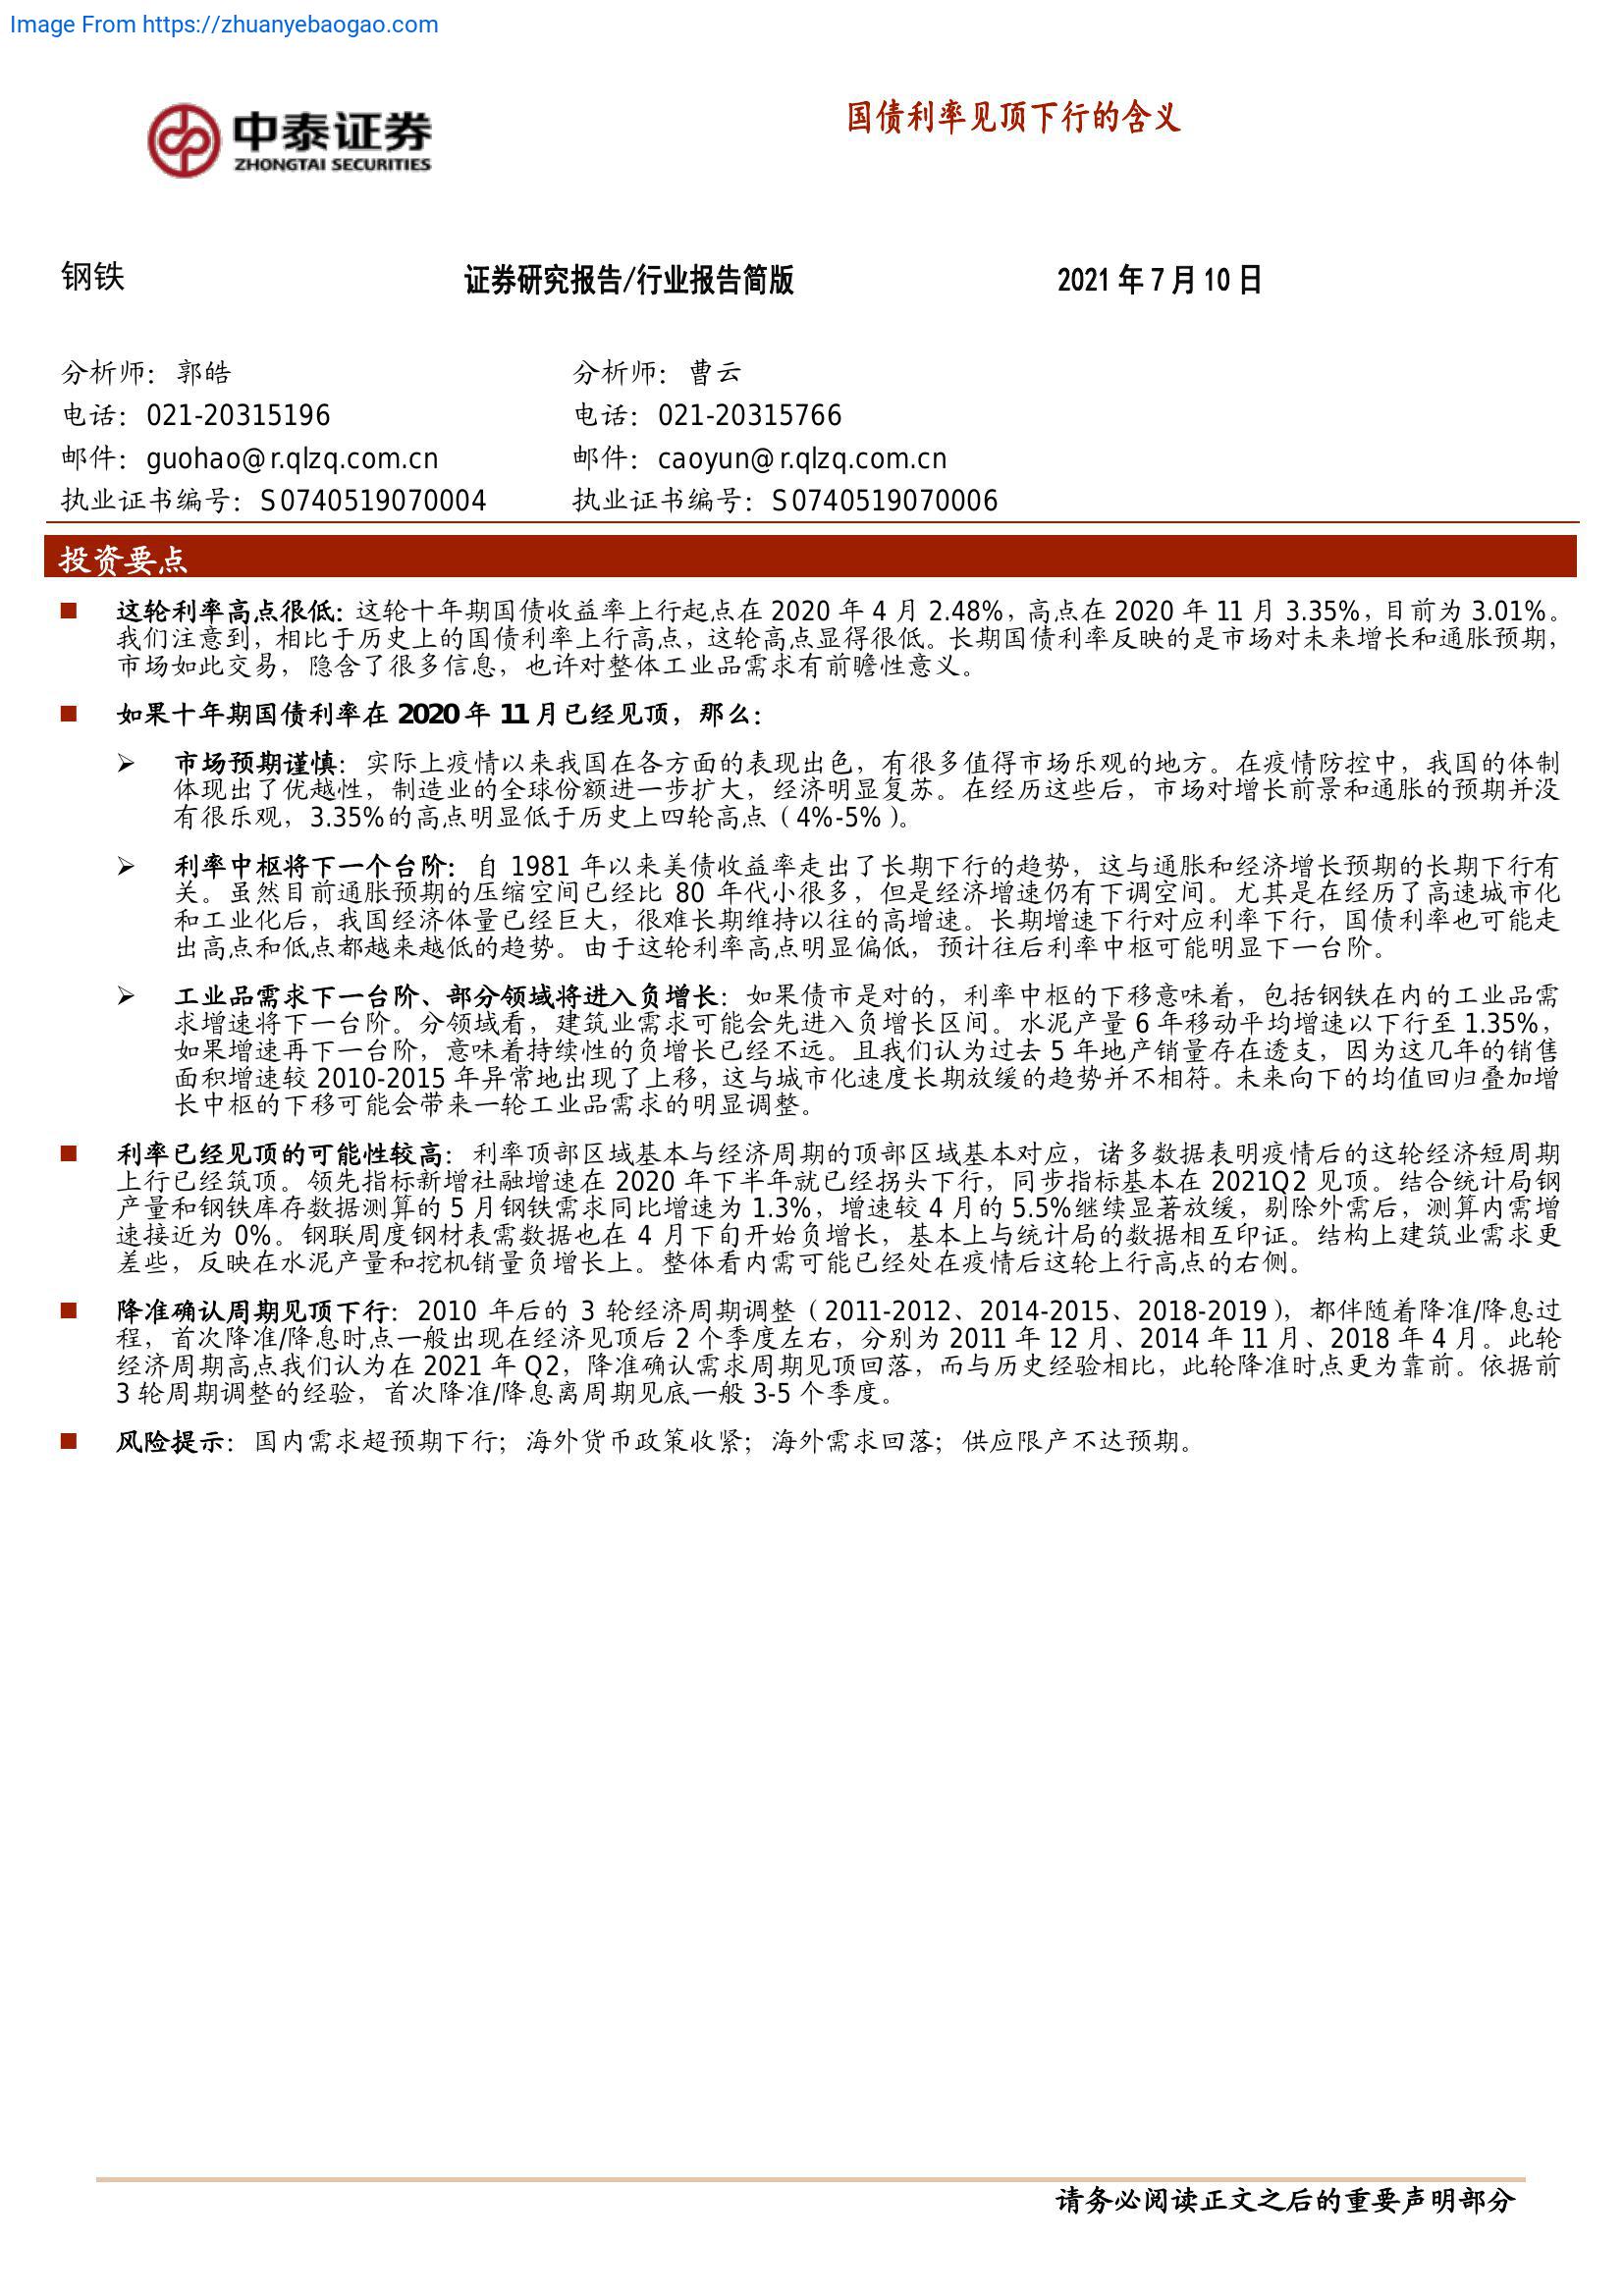 Image From https://zhuanyebaogao.com
国债利率见顶下行的含义
中泰证券
ZHONGTAI SECURITIES
钢铁 证券研究报告/行业报告简版 2021 年 7 月 10 日
分析师：郭皓 分析师：曹云
电话：021-20315196 电话：021-20315766
邮件：guohao@r.qlzq.com.cn 邮件：caoyun@r.qlzq.com.cn
执业证书编号：S0740519070004 执业证书编号：S0740519070006
投资要点
■ 这轮利率高点很低：这轮十年期国债收益率上行起点在 2020 年 4 月 2.48%，高点在 2020 年 11 月 3.35%，目前为 3.01%。
我们注意到，相比于历史上的国债利率上行高点，这轮高点显得很低。长期国债利率反映的是市场对未来增长和通胀预期，
市场如此交易，隐含了很多信息，也许对整体工业品需求有前瞻性意义。
■ 如果十年期国债利率在 2020 年 11 月已经见顶，那么：
➢ 市场预期谨慎：实际上疫情以来我国在各方面的表现出色，有很多值得市场乐观的地方。在疫情防控中，我国的体制
体现出了优越性，制造业的全球份额进一步扩大，经济明显复苏。在经历这些后，市场对增长前景和通胀的预期并没
有很乐观，3.35%的高点明显低于历史上四轮高点（4%-5%）。
➢ 利率中枢将下一个台阶：自 1981 年以来美债收益率走出了长期下行的趋势，这与通胀和经济增长预期的长期下行有
关。虽然目前通胀预期的压缩空间已经比 80 年代小很多，但是经济增速仍有下调空间。尤其是在经历了高速城市化
和工业化后，我国经济体量已经巨大，很难长期维持以往的高增速。长期增速下行对应利率下行，国债利率也可能走
出高点和低点都越来越低的趋势。由于这轮利率高点明显偏低，预计往后利率中枢可能明显下一台阶。
➢ 工业品需求下一台阶、部分领域将进入负增长：如果债市是对的，利率中枢的下移意味着，包括钢铁在内的工业品需
求增速将下一台阶。分领域看，建筑业需求可能会先进入负增长区间。水泥产量 6 年移动平均增速以下行至 1.35%，
如果增速再下一台阶，意味着持续性的负增长已经不远。且我们认为过去 5 年地产销量存在透支，因为这几年的销售
面积增速较 2010-2015 年异常地出现了上移，这与城市化速度长期放缓的趋势并不相符。未来向下的均值回归叠加增
长中枢的下移可能会带来一轮工业品需求的明显调整。
■ 利率已经见顶的可能性较高：利率顶部区域基本与经济周期的顶部区域基本对应，诸多数据表明疫情后的这轮经济短周期
上行已经筑顶。领先指标新增社融增速在 2020 年下半年就已经拐头下行，同步指标基本在 2021Q2 见顶。结合统计局钢
产量和钢铁库存数据测算的 5 月钢铁需求同比增速为 1.3%，增速较 4 月的 5.5%继续显著放缓，剔除外需后，测算内需增
速接近为 0%。钢联周度钢材表需数据也在 4 月下旬开始负增长，基本上与统计局的数据相互印证。结构上建筑业需求更
差些，反映在水泥产量和挖机销量负增长上。整体看内需可能已经处在疫情后这轮上行高点的右侧。
■ 降准确认周期见顶下行：2010 年后的 3 轮经济周期调整（2011-2012、2014-2015、2018-2019），都伴随着降准/降息过
程，首次降准/降息时点一般出现在经济见顶后 2 个季度左右，分别为 2011 年 12 月、2014 年 11 月、2018 年 4 月。此轮
经济周期高点我们认为在 2021 年 Q2，降准确认需求周期见顶回落，而与历史经验相比，此轮降准时点更为靠前。依据前
3 轮周期调整的经验，首次降准/降息离周期见底一般 3-5 个季度。
■ 风险提示：国内需求超预期下行；海外货币政策收紧；海外需求回落；供应限产不达预期。
请务必阅读正文之后的重要声明部分